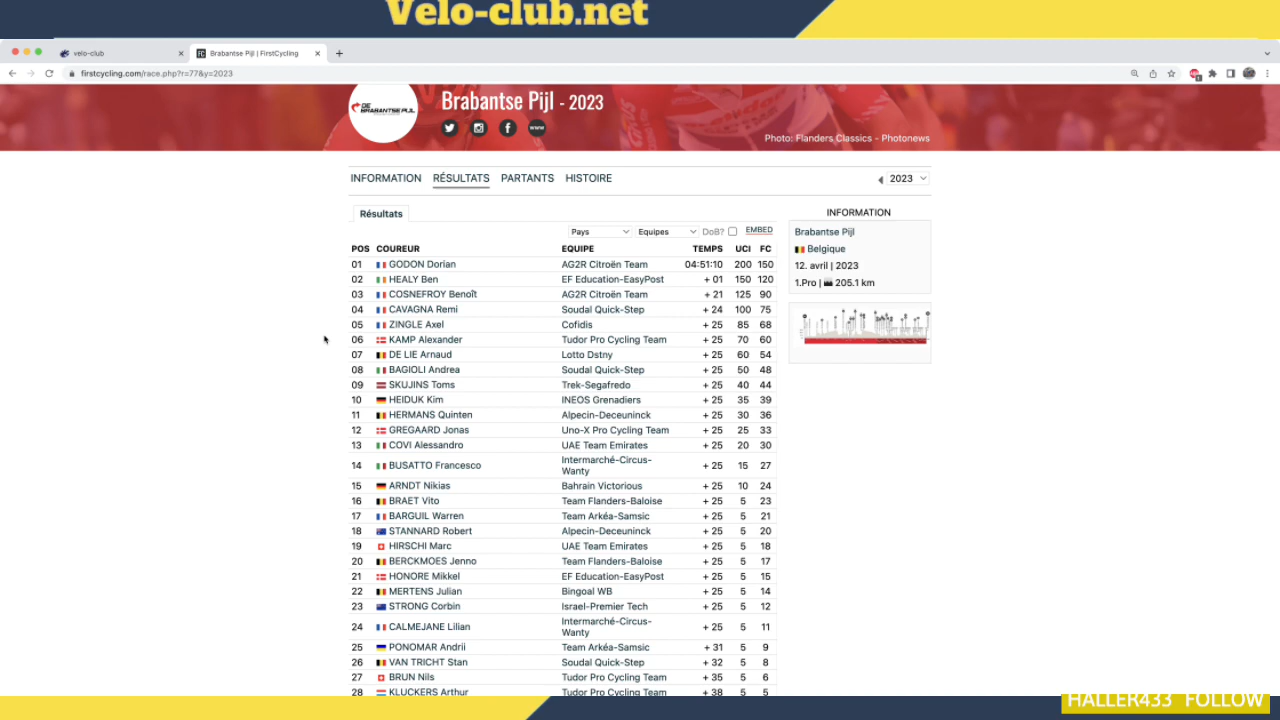 Velo-club.net
velo-club
Brabantse Pijl | FirstCycling
firstcycling.com/race.php?r=77&y=2023
DE BRABANTSE PIJL
Brabantse Pijl - 2023
www
Photo: Flanders Classics - Photonews
INFORMATION RÉSULTATS PARTANTS HISTOIRE
2023
Résultats
Pays Equipes DoB? EMBED
POS COUREUR EQUIPE TEMPS UCI FC
01 GODON Dorian AG2R Citroën Team 04:51:10 200 150
02 HEALY Ben EF Education-EasyPost + 01 150 120
03 COSNEFROY Benoît AG2R Citroën Team + 21 125 90
04 CAVAGNA Remi Soudal Quick-Step + 24 100 75
05 ZINGLE Axel Cofidis + 25 85 68
06 KAMP Alexander Tudor Pro Cycling Team + 25 70 60
07 DE LIE Arnaud Lotto Dstny + 25 60 54
08 BAGIOLI Andrea Soudal Quick-Step + 25 50 48
09 SKUJINS Toms Trek-Segafredo + 25 40 44
10 HEIDUK Kim INEOS Grenadiers + 25 35 39
11 HERMANS Quinten Alpecin-Deceuninck + 25 30 36
12 GREGAARD Jonas Uno-X Pro Cycling Team + 25 25 33
13 COVI Alessandro UAE Team Emirates + 25 20 30
14 BUSATTO Francesco Intermarché-Circus-
Wanty + 25 15 27
15 ARNDT Nikias Bahrain Victorious + 25 10 24
16 BRAET Vito Team Flanders-Baloise + 25 5 23
17 BARGUIL Warren Team Arkéa-Samsic + 25 5 21
18 STANNARD Robert Alpecin-Deceuninck + 25 5 20
19 HIRSCHI Marc UAE Team Emirates + 25 5 18
20 BERCKMOES Jenno Team Flanders-Baloise + 25 5 17
21 HONORE Mikkel EF Education-EasyPost + 25 5 15
22 MERTENS Julian Bingoal WB + 25 5 14
23 STRONG Corbin Israel-Premier Tech + 25 5 12
24 CALMEJANE Lilian Intermarché-Circus-
Wanty + 25 5 11
25 PONOMAR Andrii Team Arkéa-Samsic + 31 5 9
26 VAN TRICHT Stan Soudal Quick-Step + 32 5 8
27 BRUN Nils Tudor Pro Cycling Team + 35 5 6
28 KLUCKERS Arthur Tudor Pro Cycling Team + 38 5 5
INFORMATION
Brabantse Pijl
Belgique
12. avril | 2023
1.Pro | 205.1 km
HALLER433 FOLLOW